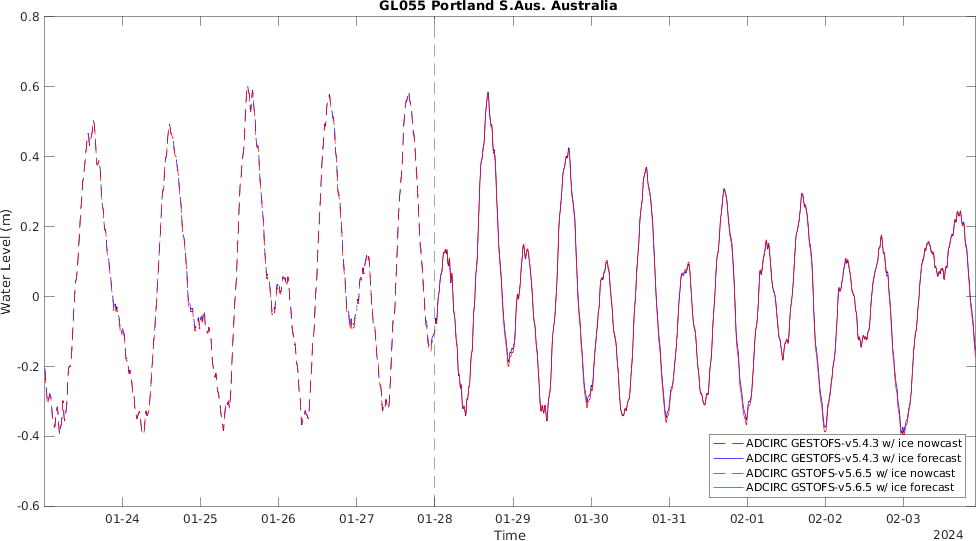 GL055 Portland S.Aus. Australia
Water Level (m)
0.8
0.6
0.4
0.2
0
-0.2
-0.4
-0.6
ADCIRC GESTOFS-v5.4.3 w/ ice nowcast
ADCIRC GESTOFS-v5.4.3 w/ ice forecast
ADCIRC GSTOFS-v5.6.5 w/ ice nowcast
ADCIRC GSTOFS-v5.6.5 w/ ice forecast
01-24 01-25 01-26 01-27 01-28 01-29 01-30 01-31 02-01 02-02 02-03
Time
2024